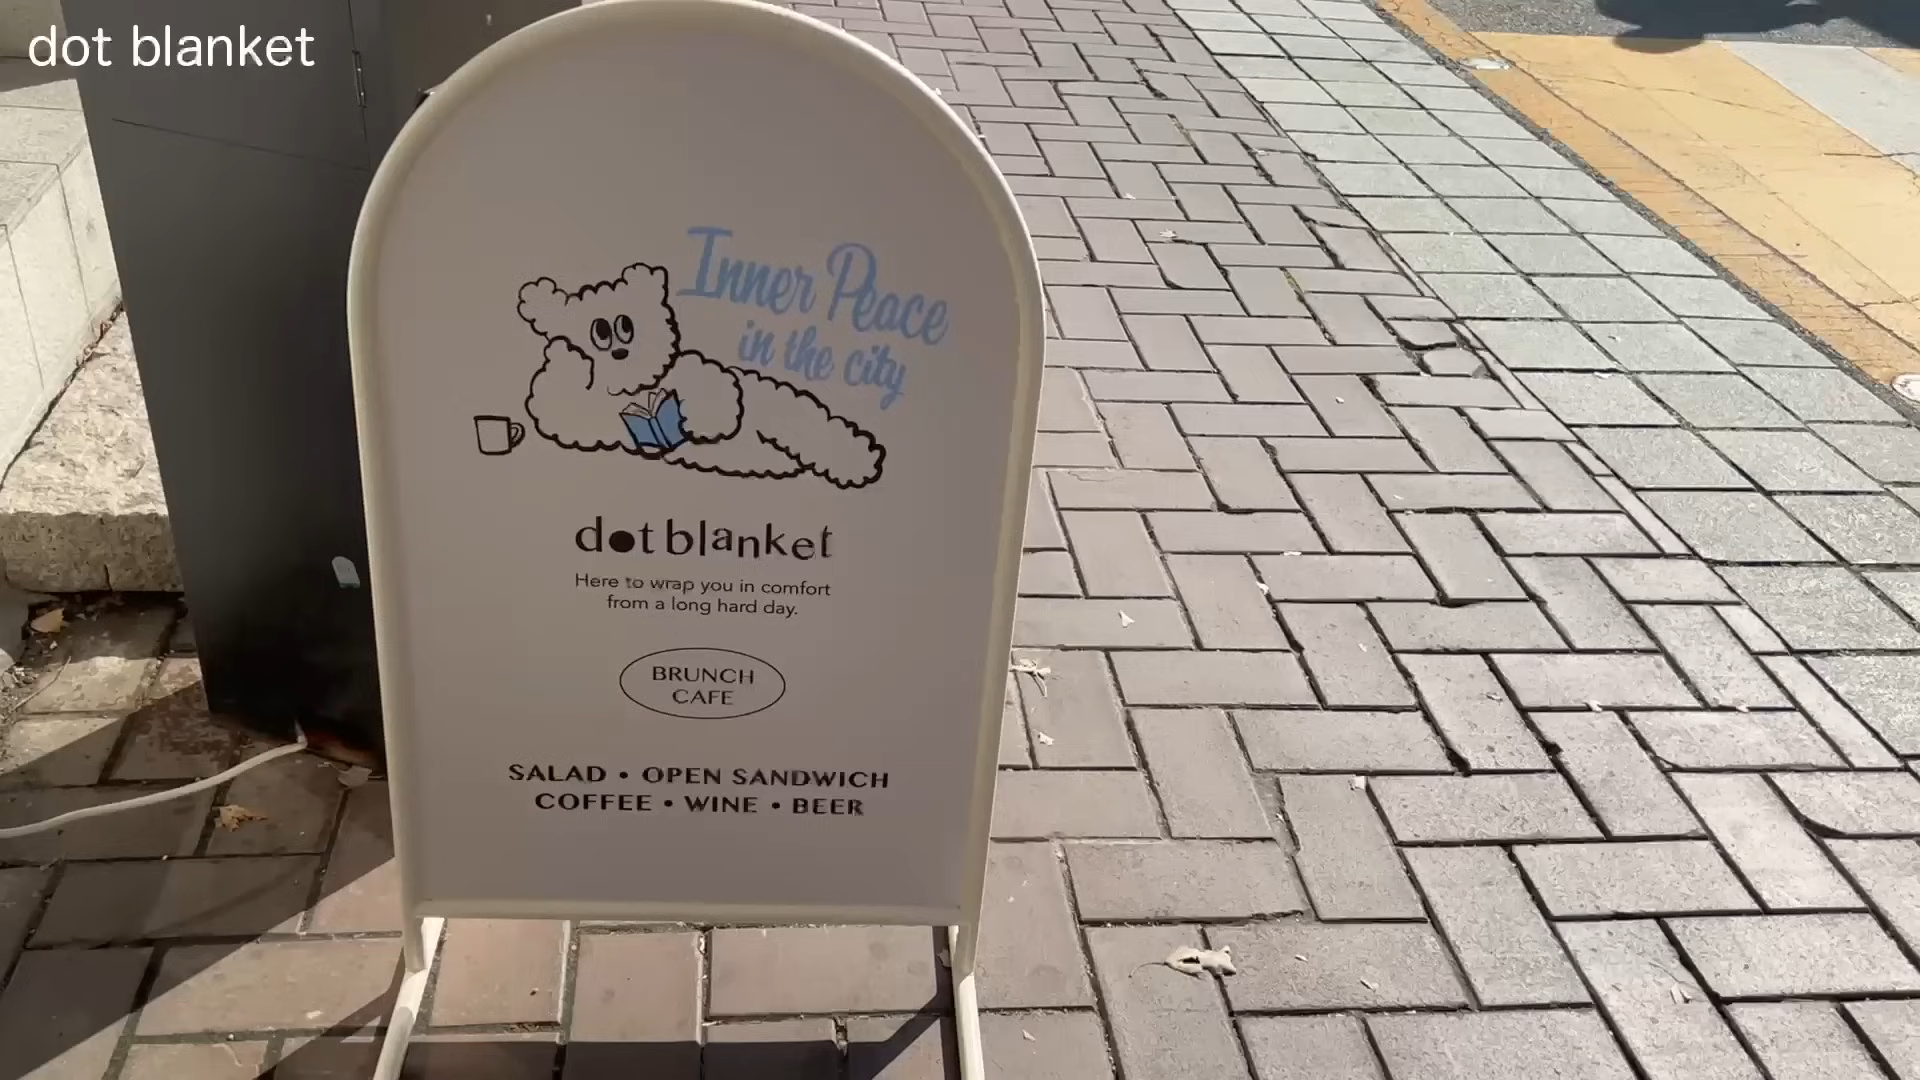 dot blanket
Inner Peace
in the city
dot blanket
Here to wrap you in comfort
from a long hard day.
BRUNCH
CAFE
SALAD • OPEN SANDWICH
COFFEE • WINE • BEER